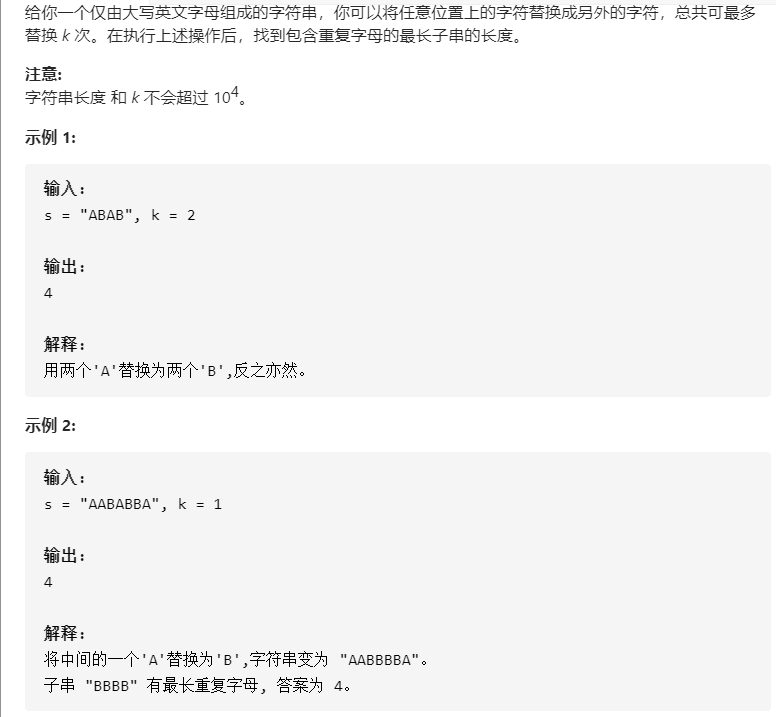 给你一个仅由大写英文字母组成的字符串，你可以将任意位置上的字符替换成另外的字符，总共可最多
替换 k 次。在执行上述操作后，找到包含重复字母的最长子串的长度。
注意:
字符串长度 和 k 不会超过 10⁴。
示例 1:
输入:
s = "ABAB", k = 2
输出:
4
解释:
用两个'A'替换为两个'B',反之亦然。
示例 2:
输入:
s = "AABABBA", k = 1
输出:
4
解释:
将中间的一个'A'替换为'B',字符串变为 "AABBBBA"。
子串 "BBBB" 有最长重复字母, 答案为 4。